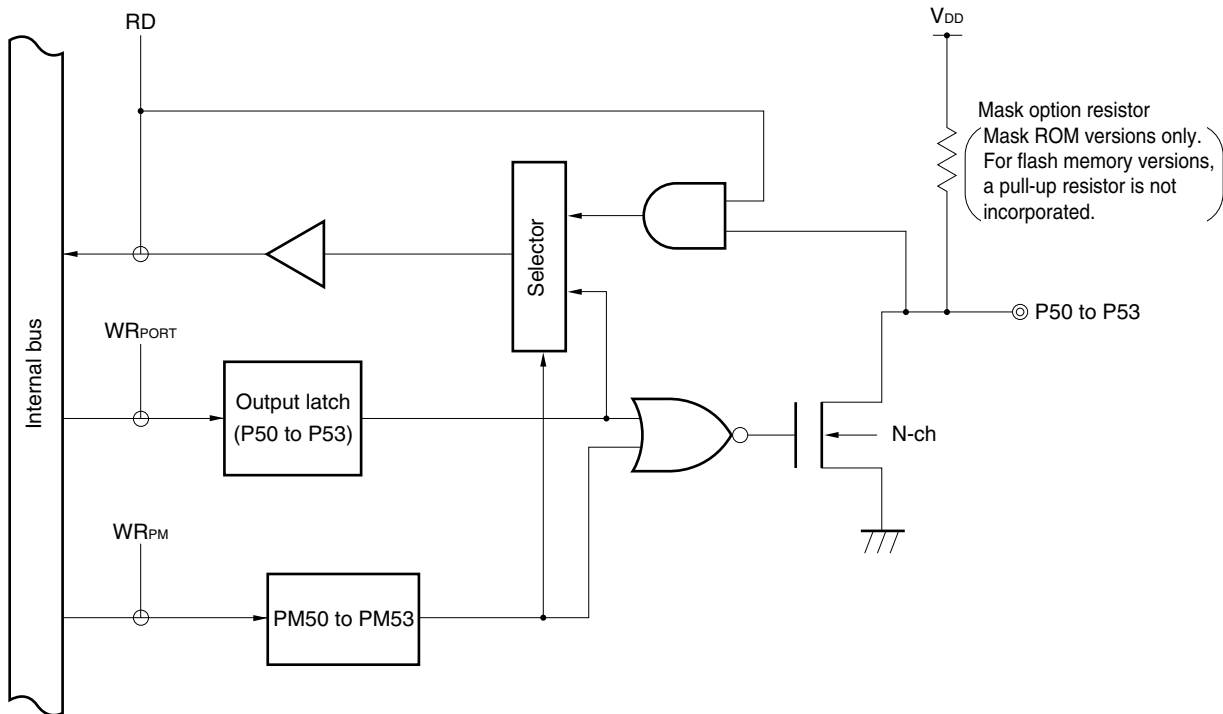 RD
VDD
Mask option resistor
Mask ROM versions only.
For flash memory versions,
a pull-up resistor is not
incorporated.
Selector
Internal bus
P50 to P53
WRPORT
Output latch
(P50 to P53)
N-ch
WRPM
PM50 to PM53